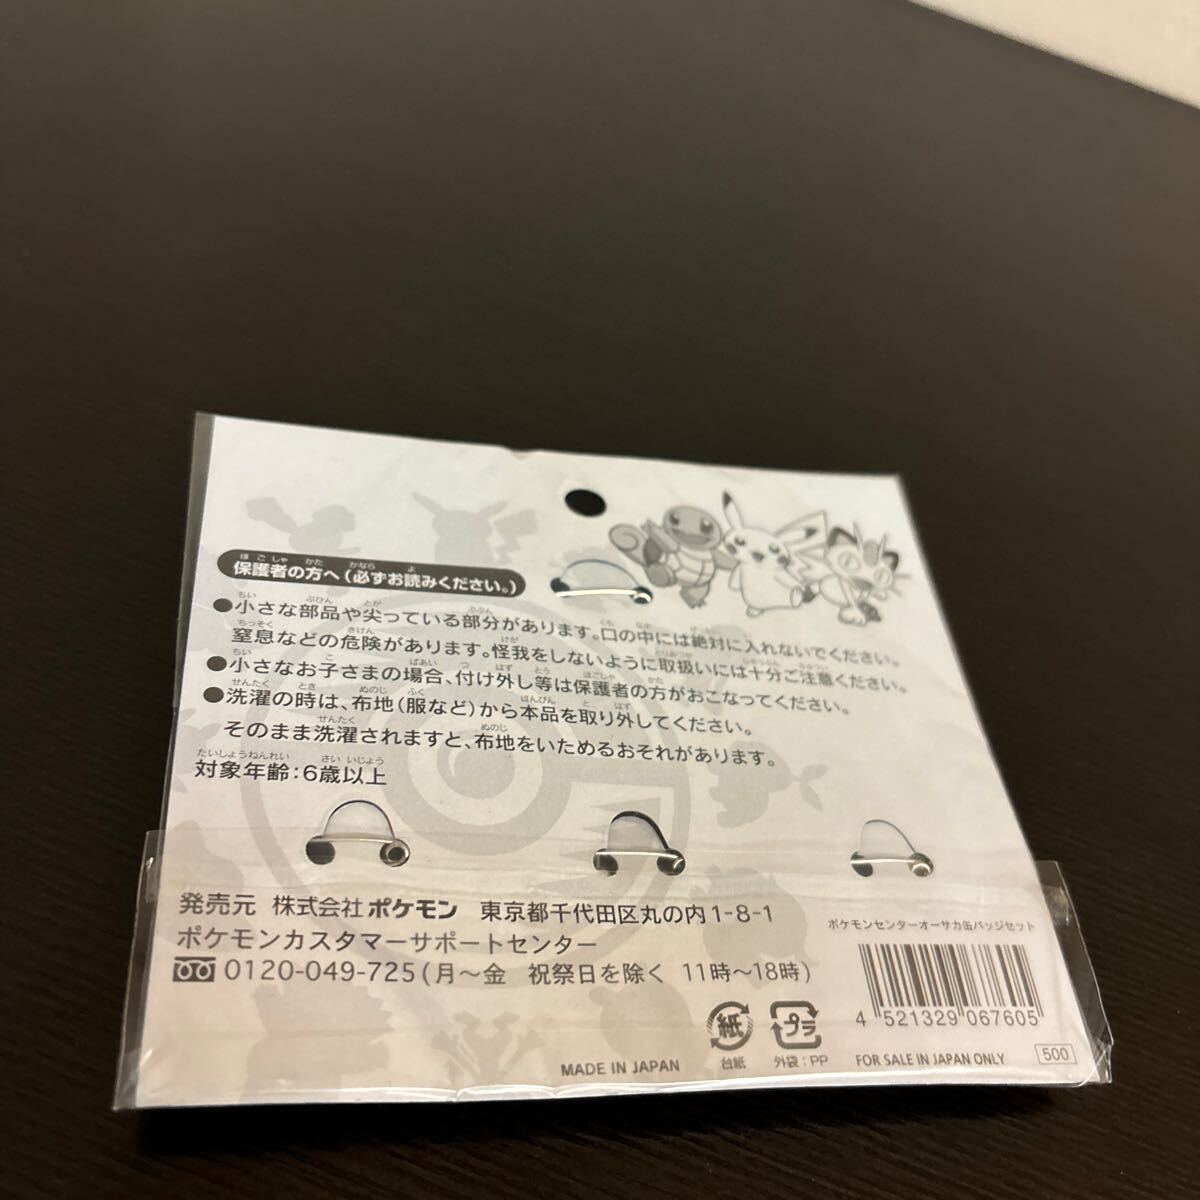 保護者の方へ(必ずお読みください。)
●小さな部品や尖っている部分があります。口の中には絶対に入れないでください。
窒息などの危険があります。怪我をしないように取扱いには十分ご注意ください。
●小さなお子さまの場合、付け外し等は保護者の方がおこなってください。
●洗濯の時は、布地(服など)から本品を取り外してください。
そのまま洗濯されますと、布地をいためるおそれがあります。
対象年齢:6歳以上
発売元 株式会社ポケモン 東京都千代田区丸の内1-8-1
ポケモンカスタマーサポートセンター
0120-049-725(月〜金 祝祭日を除く 11時〜18時)
ポケモンセンターオーサカ缶バッジセット
4 521329 067605
紙 プラ
台紙 外袋:PP
MADE IN JAPAN
FOR SALE IN JAPAN ONLY
500